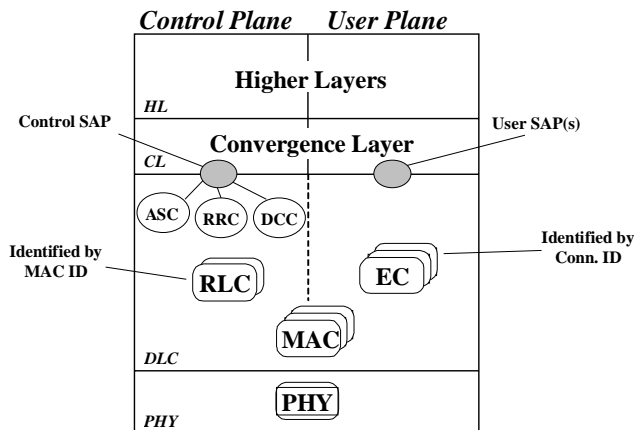 Control Plane
User Plane
Higher Layers
HL
Control SAP
User SAP(s)
Convergence Layer
CL
ASC
RRC
DCC
Identified by
MAC ID
Identified by
Conn. ID
RLC
EC
MAC
DLC
PHY
PHY